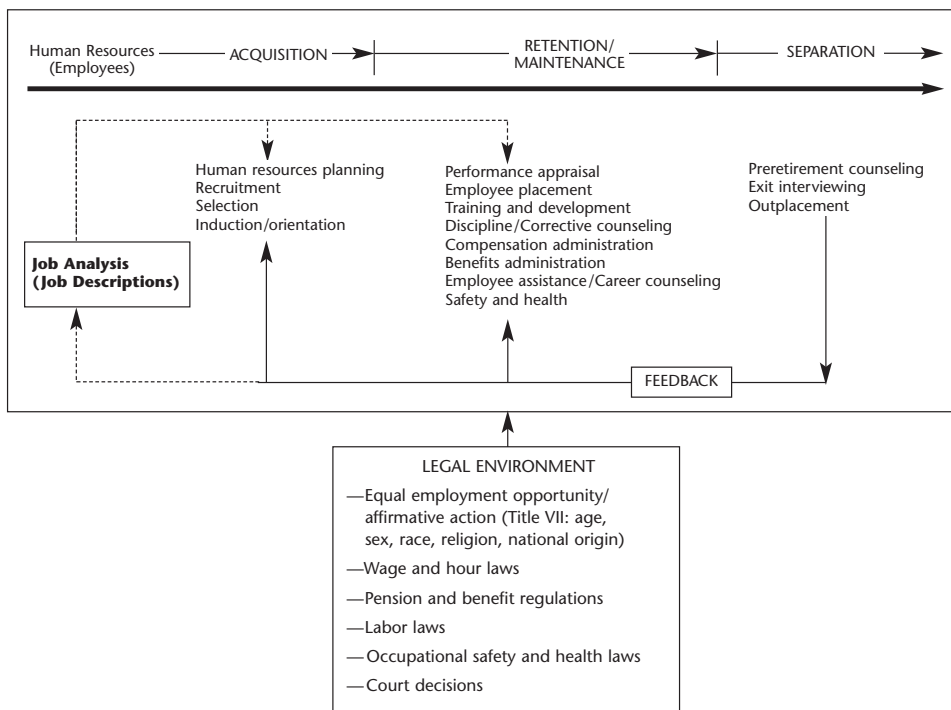 Human Resources
(Employees)
ACQUISITION
RETENTION/
MAINTENANCE
SEPARATION
Human resources planning
Recruitment
Selection
Induction/orientation
Performance appraisal
Employee placement
Training and development
Discipline/Corrective counseling
Compensation administration
Benefits administration
Employee assistance/Career counseling
Safety and health
Preretirement counseling
Exit interviewing
Outplacement
Job Analysis
(Job Descriptions)
FEEDBACK
LEGAL ENVIRONMENT
—Equal employment opportunity/
affirmative action (Title VII: age,
sex, race, religion, national origin)
—Wage and hour laws
—Pension and benefit regulations
—Labor laws
—Occupational safety and health laws
—Court decisions